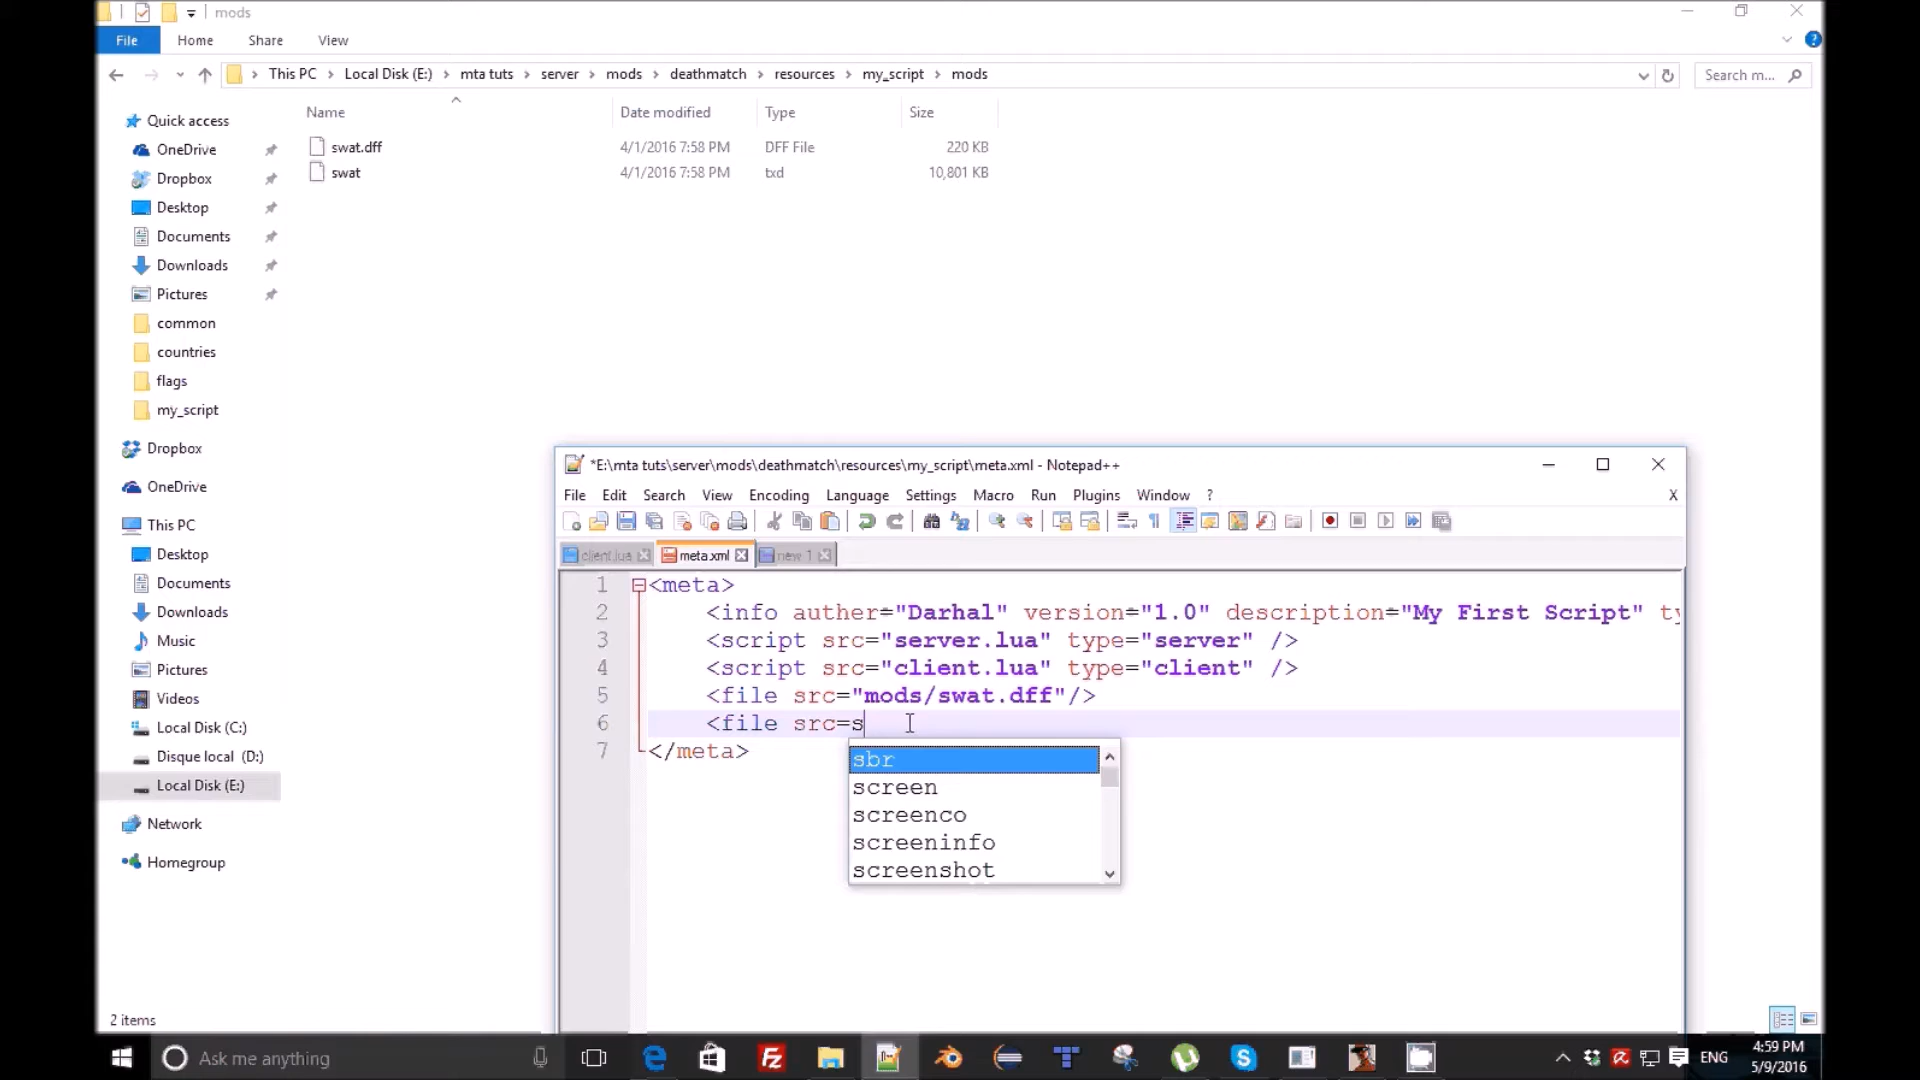 mods
File Home Share View
This PC Local Disk (E:) mta tuts server mods deathmatch resources my_script mods
Search m...
Name Date modified Type Size
swat.dff 4/1/2016 7:58 PM DFF File 220 KB
swat 4/1/2016 7:58 PM txd 10,801 KB
Quick access
OneDrive
Dropbox
Desktop
Documents
Downloads
Pictures
common
countries
flags
my_script
Dropbox
OneDrive
This PC
Desktop
Documents
Downloads
Music
Pictures
Videos
Local Disk (C:)
Disque local (D:)
Local Disk (E:)
Network
Homegroup
2 items
*E:\mta tuts\server\mods\deathmatch\resources\my_script\meta.xml - Notepad++
File Edit Search View Encoding Language Settings Macro Run Plugins Window ? X
client.lua meta.xml new 1
1 <meta>
2 <info auther="Darhal" version="1.0" description="My First Script" ty
3 <script src="server.lua" type="server" />
4 <script src="client.lua" type="client" />
5 <file src="mods/swat.dff"/>
6 <file src=s
7 </meta>
sbr
screen
screenco
screeninfo
screenshot
Ask me anything
ENG
4:59 PM
5/9/2016